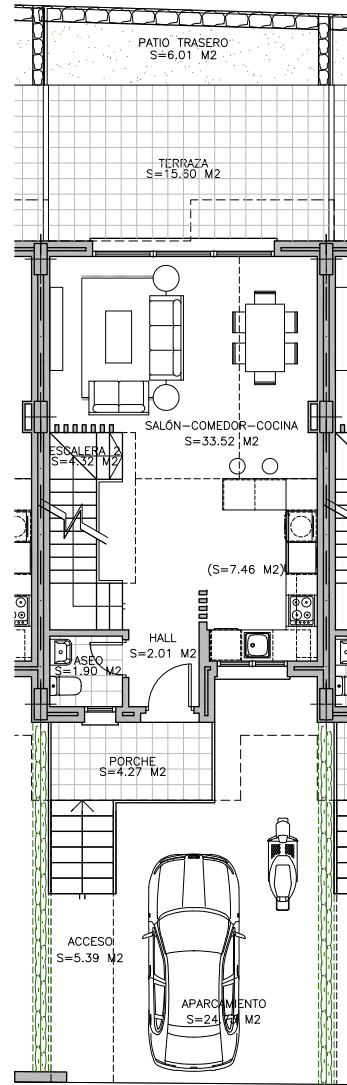 PATIO TRASERO
S=6.01 M2
TERRAZA
S=15.60 M2
SALÓN-COMEDOR-COCINA
S=33.52 M2
ESCALERA 2
S=4.32 M2
(S=7.46 M2)
HALL
S=2.01 M2
ASEO
S=1.90 M2
PORCHE
S=4.27 M2
ACCESO
S=5.39 M2
APARCAMIENTO
M2